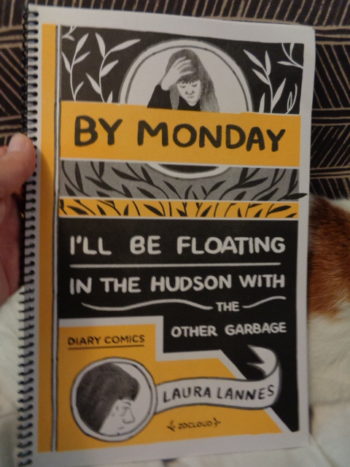 BY MONDAY
I'LL BE FLOATING
IN THE HUDSON WITH
THE
OTHER GARBAGE
DIARY COMICS
LAURA LANNES
2DCLOUD